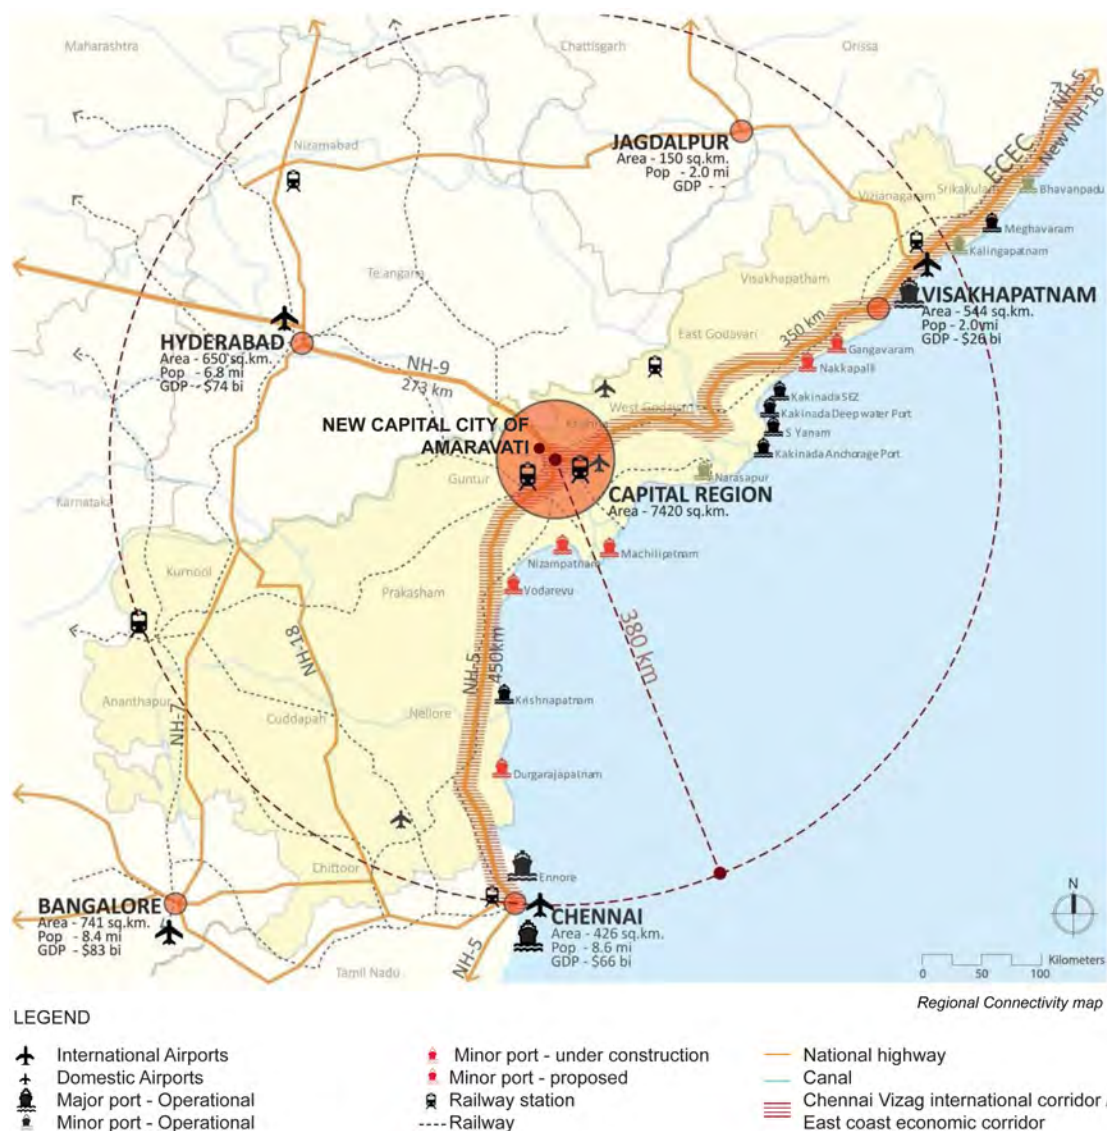 Maharashtra
Chattisgarh
Orissa
NH-5
New NH-16
ECEC
JAGDALPUR
Area - 150 sq.km.
Pop - 2.0 mi
GDP - -
Nizamabad
Vizianagaram
Srikakulam
Bhavanpadu
Meghavaram
Kalingapatnam
Telangana
Visakhapatham
VISAKHAPATNAM
Area - 544 sq.km.
Pop - 2.0 mi
GDP - $26 bi
HYDERABAD
Area - 650 sq.km.
Pop - 6.8 mi
GDP - $74 bi
NH-9
273 km
East Godavari
350 km
Gangavaram
Nakkapalli
West Godavari
Kakinada SEZ
Kakinada Deep water Port
S Yanam
Kakinada Anchorage Port
NEW CAPITAL CITY OF
AMARAVATI
Krishna
Guntur
Narasapur
CAPITAL REGION
Area - 7420 sq.km.
Karnataka
Nizampatnam
Machilipatnam
Vodarevu
Kurnool
Prakasham
380 km
NH-18
NH-5
450km
Krishnapatnam
Ananthapur
NH-7
Cuddapah
Nellore
Durgarajapatnam
Chittoor
Ennore
BANGALORE
Area - 741 sq.km.
Pop - 8.4 mi
GDP - $83 bi
CHENNAI
Area - 426 sq.km.
Pop - 8.6 mi
GDP - $66 bi
NH-5
Tamil Nadu
N
0 50 100 Kilometers
Regional Connectivity map
LEGEND
International Airports
Domestic Airports
Major port - Operational
Minor port - Operational
Minor port - under construction
Minor port - proposed
Railway station
Railway
National highway
Canal
Chennai Vizag international corridor /
East coast economic corridor